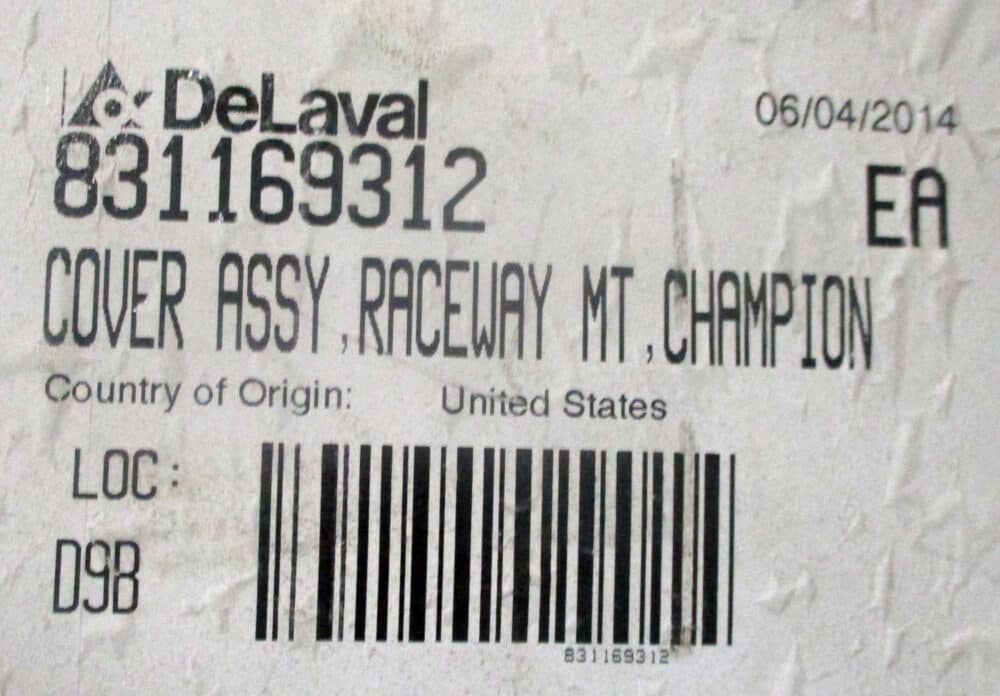 DeLaval 06/04/2014
831169312 EA
COVER ASSY,RACEWAY MT,CHAMPION
Country of Origin: United States
LOC:
D9B
831169312